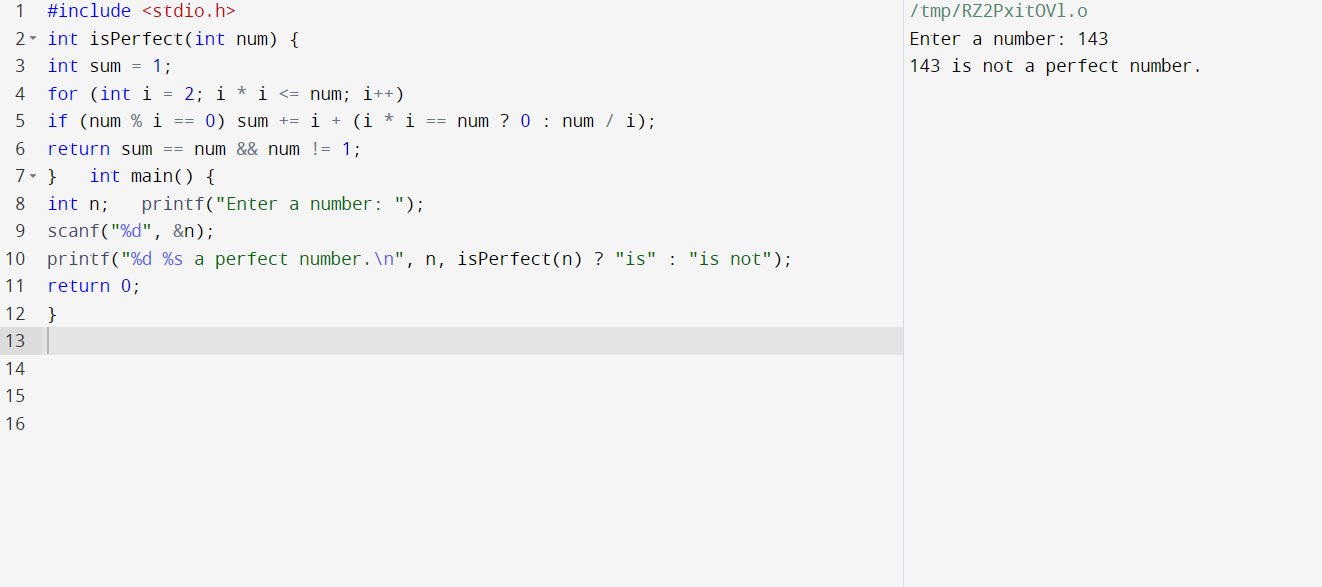 1 #include <stdio.h>
2 int isPerfect(int num) {
3 int sum = 1;
4 for (int i = 2; i * i <= num; i++)
5 if (num % i == 0) sum += i + (i * i == num ? 0 : num / i);
6 return sum == num && num != 1;
7 }   int main() {
8 int n;   printf("Enter a number: ");
9 scanf("%d", &n);
10 printf("%d %s a perfect number.\n", n, isPerfect(n) ? "is" : "is not");
11 return 0;
12 }
13
14
15
16
/tmp/RZ2PxitOVl.o
Enter a number: 143
143 is not a perfect number.